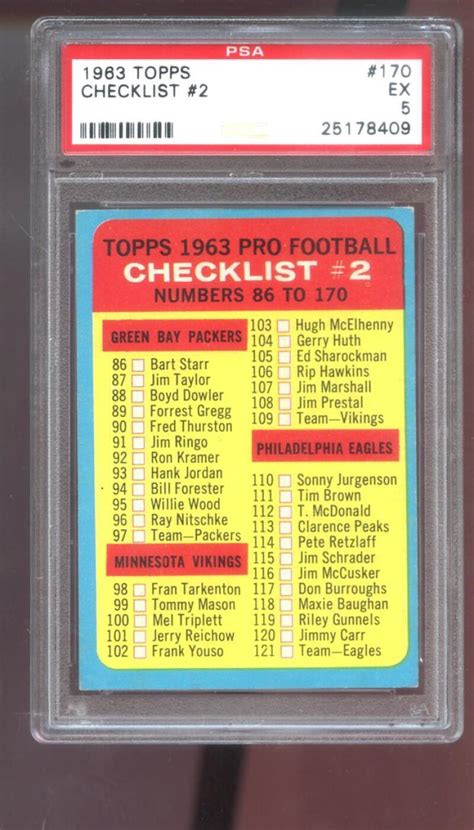 PSA
1963 TOPPS #170
CHECKLIST #2 EX
5
25178409
TOPPS 1963 PRO FOOTBALL
CHECKLIST #2
NUMBERS 86 TO 170
GREEN BAY PACKERS
86 Bart Starr
87 Jim Taylor
88 Boyd Dowler
89 Forrest Gregg
90 Fred Thurston
91 Jim Ringo
92 Ron Kramer
93 Hank Jordan
94 Bill Forester
95 Willie Wood
96 Ray Nitschke
97 Team—Packers
MINNESOTA VIKINGS
98 Fran Tarkenton
99 Tommy Mason
100 Mel Triplett
101 Jerry Reichow
102 Frank Youso
103 Hugh McElhenny
104 Gerry Huth
105 Ed Sharockman
106 Rip Hawkins
107 Jim Marshall
108 Jim Prestal
109 Team—Vikings
PHILADELPHIA EAGLES
110 Sonny Jurgenson
111 Tim Brown
112 T. McDonald
113 Clarence Peaks
114 Pete Retzlaff
115 Jim Schrader
116 Jim McCusker
117 Don Burroughs
118 Maxie Baughan
119 Riley Gunnels
120 Jimmy Carr
121 Team—Eagles